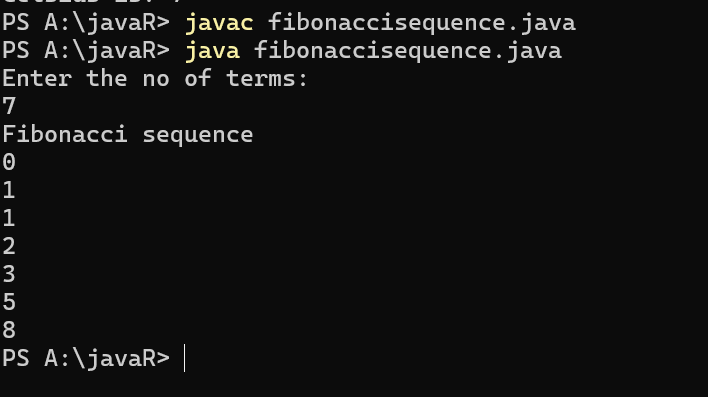 PS A:\javaR> javac fibonaccisequence.java
PS A:\javaR> java fibonaccisequence.java
Enter the no of terms:
7
Fibonacci sequence
0
1
1
2
3
5
8
PS A:\javaR>